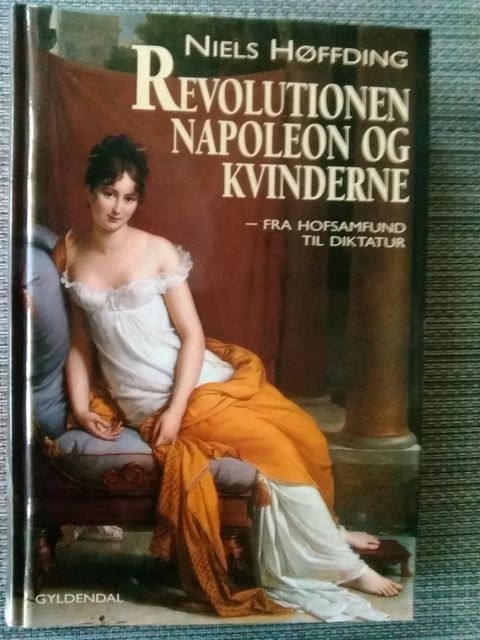 NIELS HØFFDING
REVOLUTIONEN
NAPOLEON OG
KVINDERNE
– FRA HOFSAMFUND
TIL DIKTATUR
GYLDENDAL